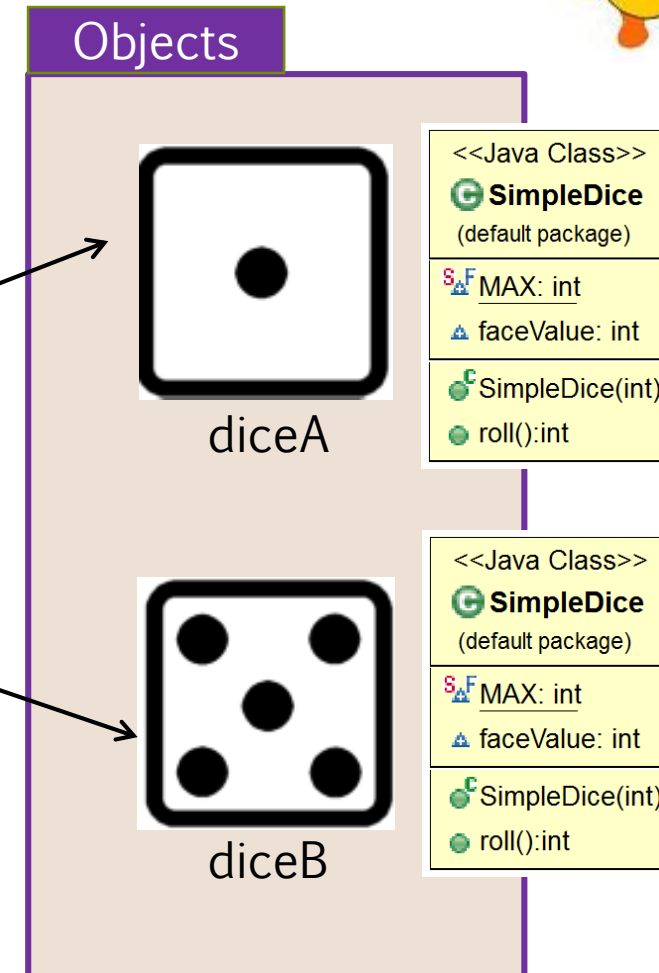 Objects
<<Java Class>>
C SimpleDice
(default package)
S F MAX: int
faceValue: int
C SimpleDice(int)
roll():int
diceA
<<Java Class>>
C SimpleDice
(default package)
S F MAX: int
faceValue: int
C SimpleDice(int)
roll():int
diceB